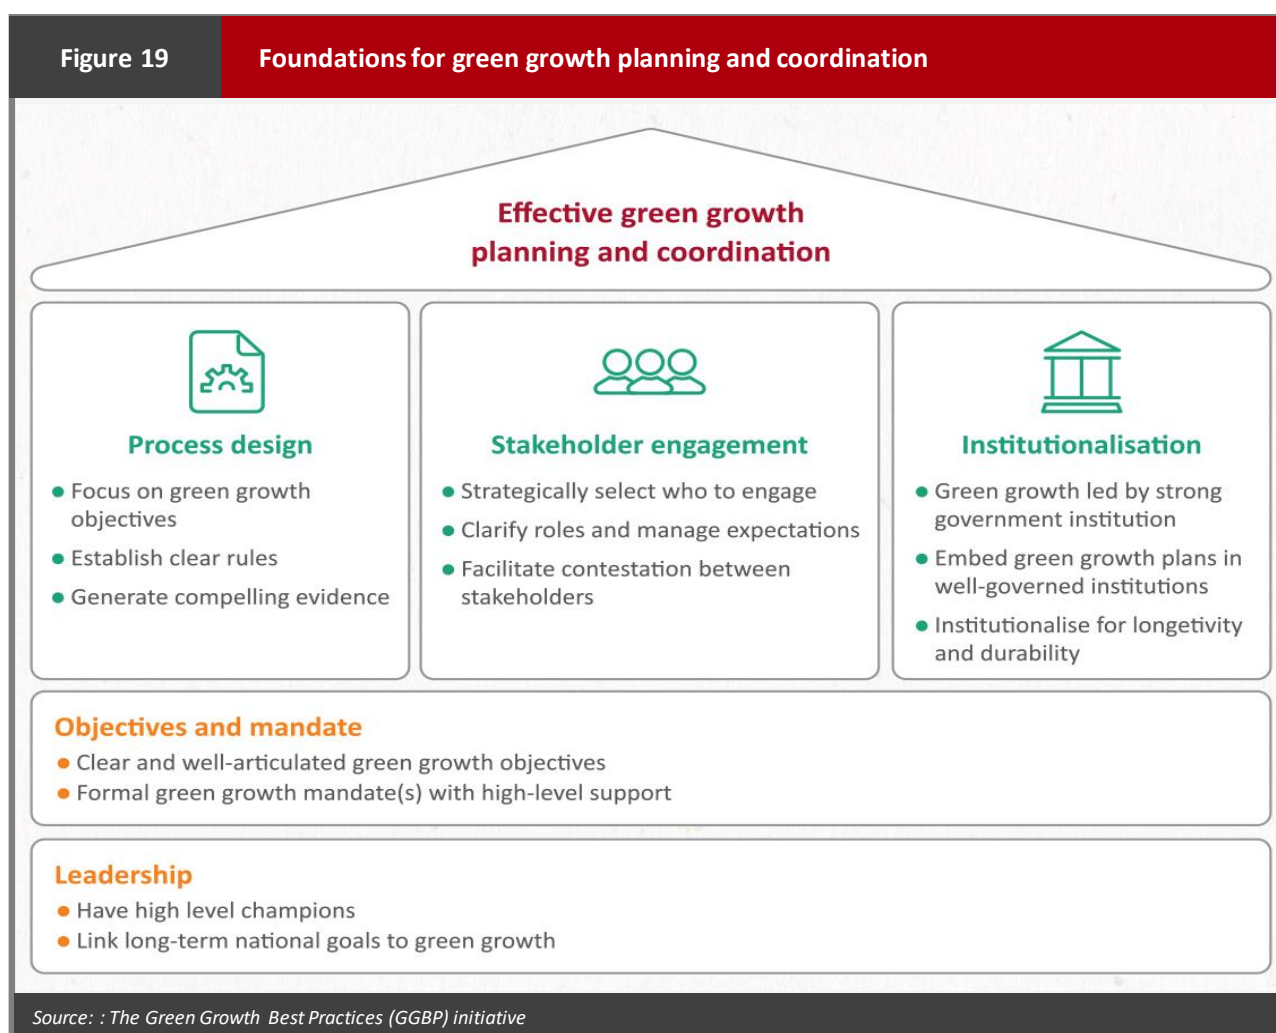 Figure 19
Foundations for green growth planning and coordination
Effective green growth
planning and coordination
Process design
Focus on green growth
objectives
Establish clear rules
Generate compelling evidence
Stakeholder engagement
Strategically select who to engage
Clarify roles and manage expectations
Facilitate contestation between
stakeholders
Institutionalisation
Green growth led by strong
government institution
Embed green growth plans in
well-governed institutions
Institutionalise for longetivity
and durability
Objectives and mandate
Clear and well-articulated green growth objectives
Formal green growth mandate(s) with high-level support
Leadership
Have high level champions
Link long-term national goals to green growth
Source: : The Green Growth Best Practices (GGBP) initiative